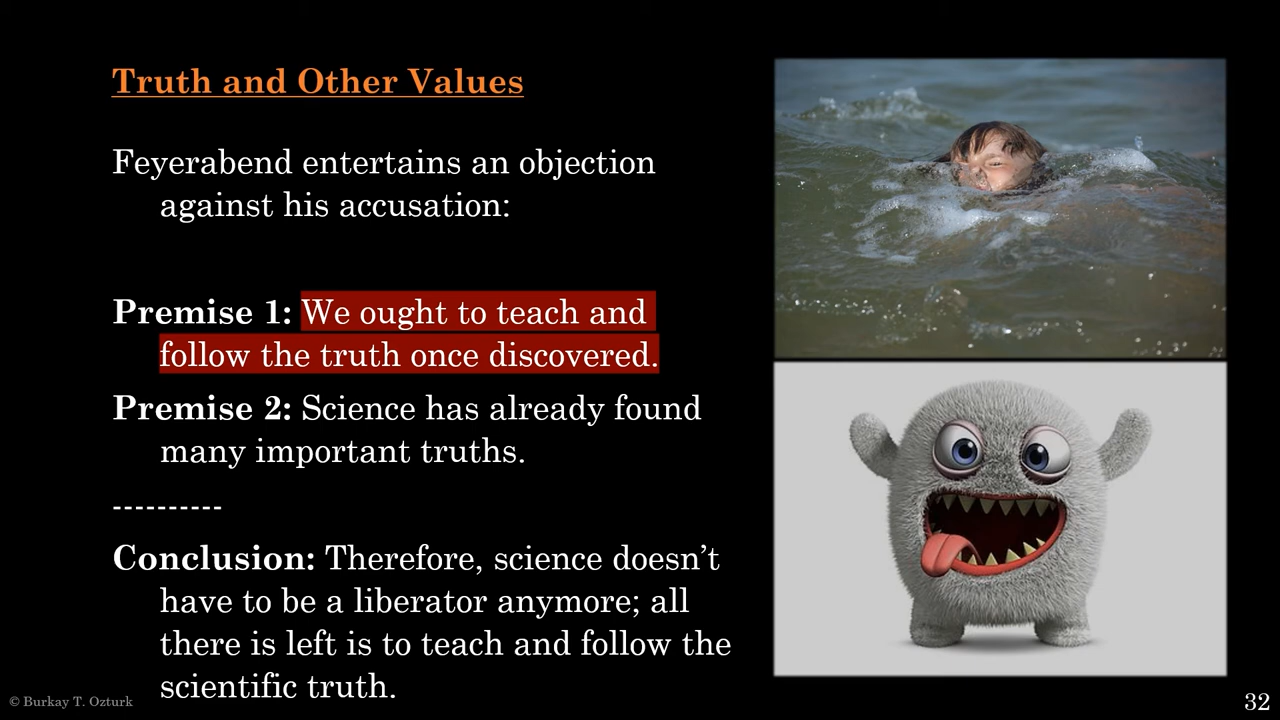 Truth and Other Values
Feyerabend entertains an objection
against his accusation:
Premise 1: We ought to teach and
follow the truth once discovered.
Premise 2: Science has already found
many important truths.
----------
Conclusion: Therefore, science doesn’t
have to be a liberator anymore; all
there is left is to teach and follow the
scientific truth.
© Burkay T. Ozturk
32